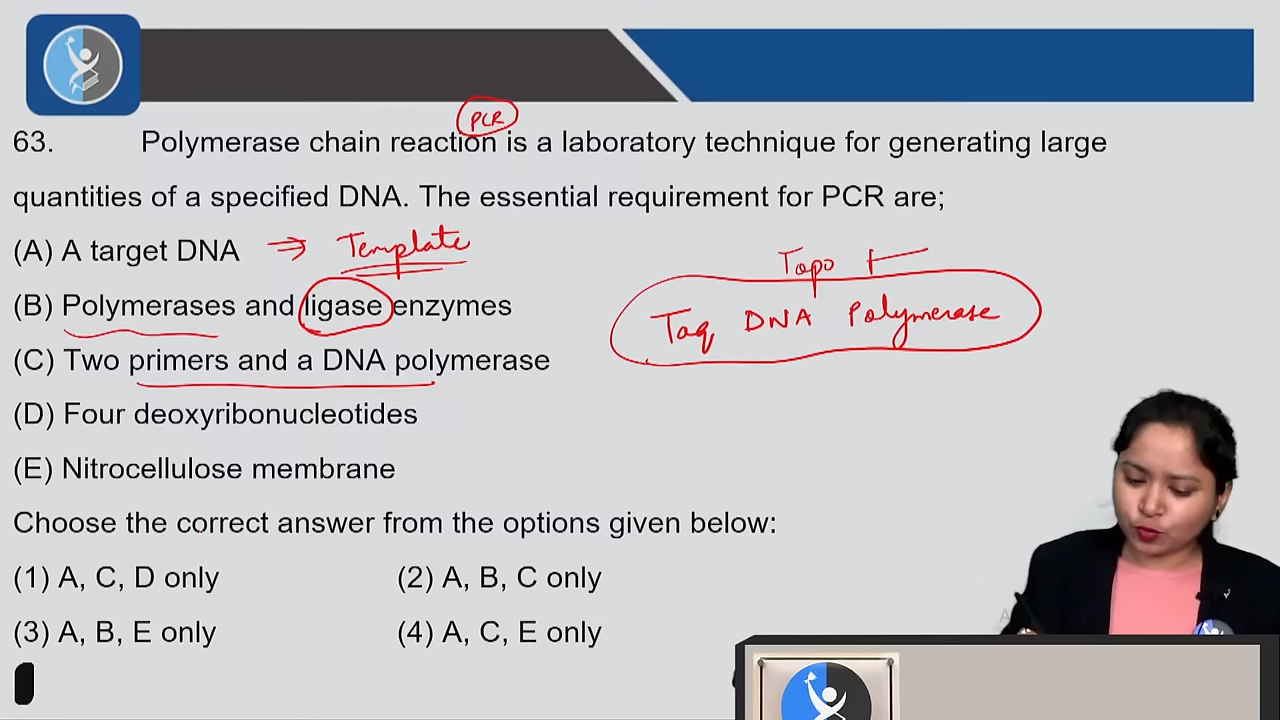 PCR
63. Polymerase chain reaction is a laboratory technique for generating large
quantities of a specified DNA. The essential requirement for PCR are;
(A) A target DNA ⇒ Template
(B) Polymerases and ligase enzymes
Topo
Taq DNA Polymerase
(C) Two primers and a DNA polymerase
(D) Four deoxyribonucleotides
(E) Nitrocellulose membrane
Choose the correct answer from the options given below:
(1) A, C, D only (2) A, B, C only
(3) A, B, E only (4) A, C, E only